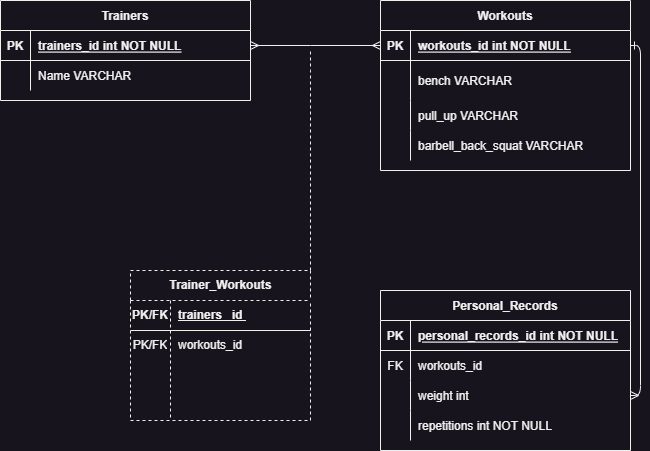 Trainers
PK trainers_id int NOT NULL
Name VARCHAR
Workouts
PK workouts_id int NOT NULL
bench VARCHAR
pull_up VARCHAR
barbell_back_squat VARCHAR
Trainer_Workouts
PK/FK trainers_id
PK/FK workouts_id
Personal_Records
PK personal_records_id int NOT NULL
FK workouts_id
weight int
repetitions int NOT NULL